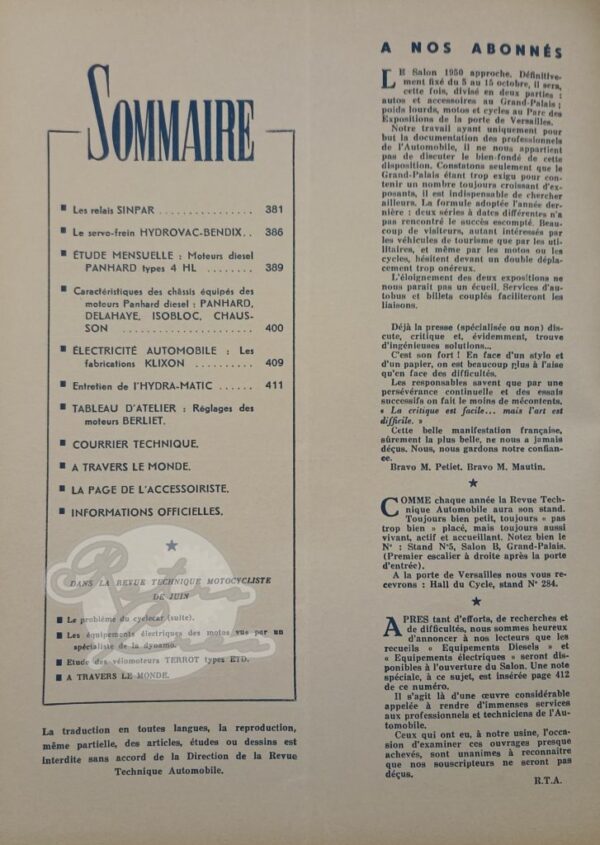 SOMMAIRE
Les relais SINPAR ................ 381
Le servo-frein HYDROVAC-BENDIX.. 386
ÉTUDE MENSUELLE : Moteurs diesel
PANHARD types 4 HL ........ 389
Caractéristiques des châssis équipés des
moteurs Panhard diesel : PANHARD,
DELAHAYE, ISOBLOC, CHAUS-
SON ........................ 400
ÉLECTRICITÉ AUTOMOBILE : Les
fabrications KLIXON ............ 409
Entretien de l'HYDRA-MATIC ...... 411
TABLEAU D'ATELIER : Réglages des
moteurs BERLIET.
COURRIER TECHNIQUE.
A TRAVERS LE MONDE.
LA PAGE DE L'ACCESSOIRISTE.
INFORMATIONS OFFICIELLES.
DANS LA REVUE TECHNIQUE MOTOCYCLISTE
DE JUIN
Le problème du cyclecar (suite).
Les équipements électriques des motos vus par un
spécialiste de la dynamo.
Etude des vélomoteurs TERROT types ETD.
A TRAVERS LE MONDE.
La traduction en toutes langues, la reproduction,
même partielle, des articles, études ou dessins est
interdite sans accord de la Direction de la Revue
Technique Automobile.
A NOS ABONNÉS
LE Salon 1950 approche. Définitive-
ment fixé du 5 au 15 octobre, il sera,
cette fois, divisé en deux parties :
autos et accessoires au Grand-Palais ;
poids lourds, motos et cycles au Parc des
Expositions de la porte de Versailles.
Notre travail ayant uniquement pour
but la documentation des professionnels
de l'Automobile, il ne nous appartient
pas de discuter le bien-fondé de cette
disposition. Constatons seulement que le
Grand-Palais étant trop exigu pour con-
tenir un nombre toujours croissant d'ex-
posants, il est indispensable de chercher
ailleurs. La formule adoptée l'année der-
nière : deux séries à dates différentes n'a
pas rencontré le succès escompté. Beau-
coup de visiteurs, autant intéressés par
les véhicules de tourisme que par les uti-
litaires, et même par les motos ou les
cycles, hésitent devant un double dépla-
cement trop onéreux.
L'éloignement des deux expositions ne
nous paraît pas un écueil. Services d'au-
tobus et billets couplés faciliteront les
liaisons.
Déjà la presse (spécialisée ou non) dis-
cute, critique et, évidemment, trouve
d'ingénieuses solutions...
C'est son fort ! En face d'un stylo et
d'un papier, on est beaucoup plus à l'aise
qu'en face des difficultés.
Les responsables savent que par une
persévérance continuelle et des essais
successifs on fait le moins de mécontents.
« La critique est facile... mais l'art est
difficile. »
Cette belle manifestation française,
sûrement la plus belle, ne nous a jamais
déçus. Nous, nous gardons notre confian-
ce.
Bravo M. Petiet. Bravo M. Mautin.
COMME chaque année la Revue Tech-
nique Automobile aura son stand.
Toujours bien petit, toujours « pas
trop bien » placé, mais toujours aussi
vivant, actif et accueillant. Notez bien le
N° : Stand N°5, Salon B, Grand-Palais.
(Premier escalier à droite après la porte
d'entrée).
A la porte de Versailles nous vous re-
cevrons : Hall du Cycle, stand N° 284.
APRES tant d'efforts, de recherches et
de difficultés, nous sommes heureux
d'annoncer à nos lecteurs que les
recueils « Equipements Diesels » et
« Equipements électriques » seront dis-
ponibles à l'ouverture du Salon. Une note
spéciale, à ce sujet, est insérée page 412
de ce numéro.
Il s'agit là d'une œuvre considérable
appelée à rendre d'immenses services
aux professionnels et techniciens de l'Au-
tomobile.
Ceux qui ont eu, à notre usine, l'occa-
sion d'examiner ces ouvrages presque
achevés, sont unanimes à reconnaître
que nos souscripteurs ne seront pas
déçus.
R.T.A.